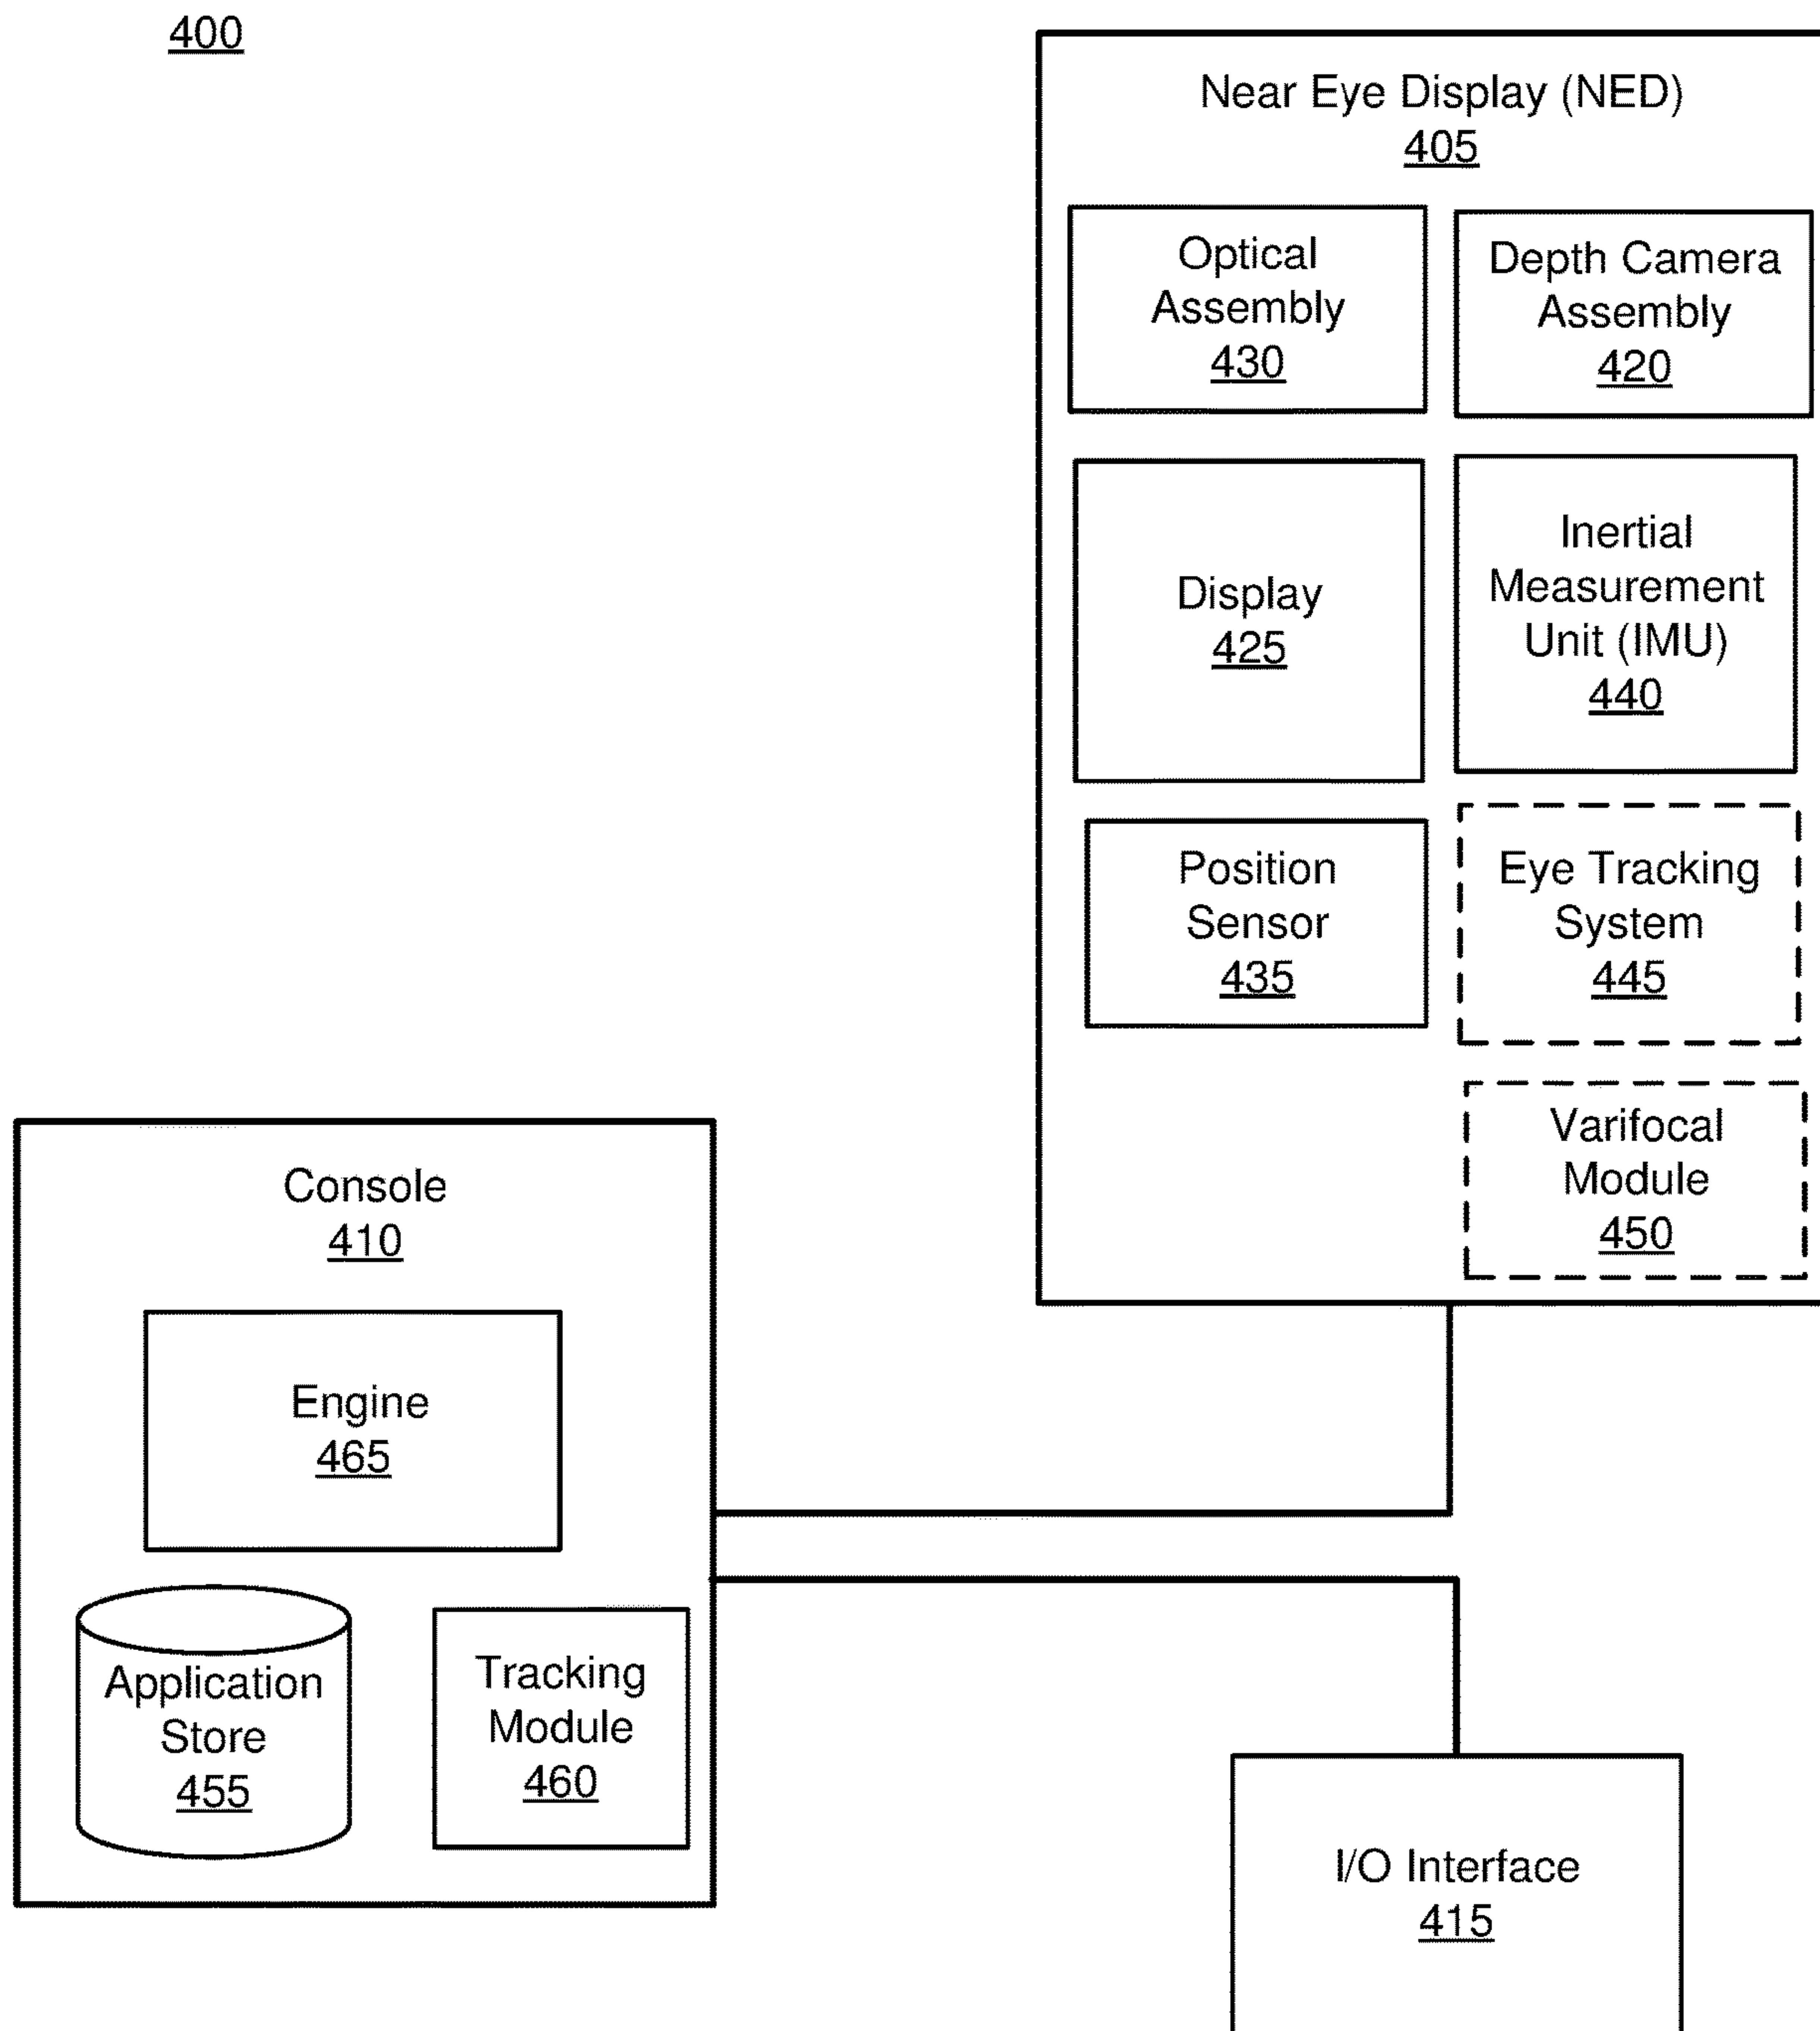 400
Near Eye Display (NED)
405
Optical
Assembly
430
Depth Camera
Assembly
420
Display
425
Inertial
Measurement
Unit (IMU)
440
Position
Sensor
435
Eye Tracking
System
445
Varifocal
Module
450
Console
410
Engine
465
Application
Store
455
Tracking
Module
460
I/O Interface
415